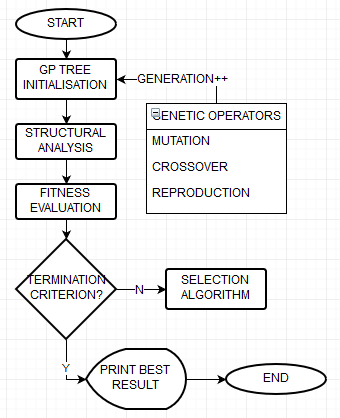 START
GP TREE
INITIALISATION
GENERATION++
ENETIC OPERATORS
MUTATION
CROSSOVER
REPRODUCTION
STRUCTURAL
ANALYSIS
FITNESS
EVALUATION
TERMINATION
CRITERION?
N
SELECTION
ALGORITHM
Y
PRINT BEST
RESULT
END